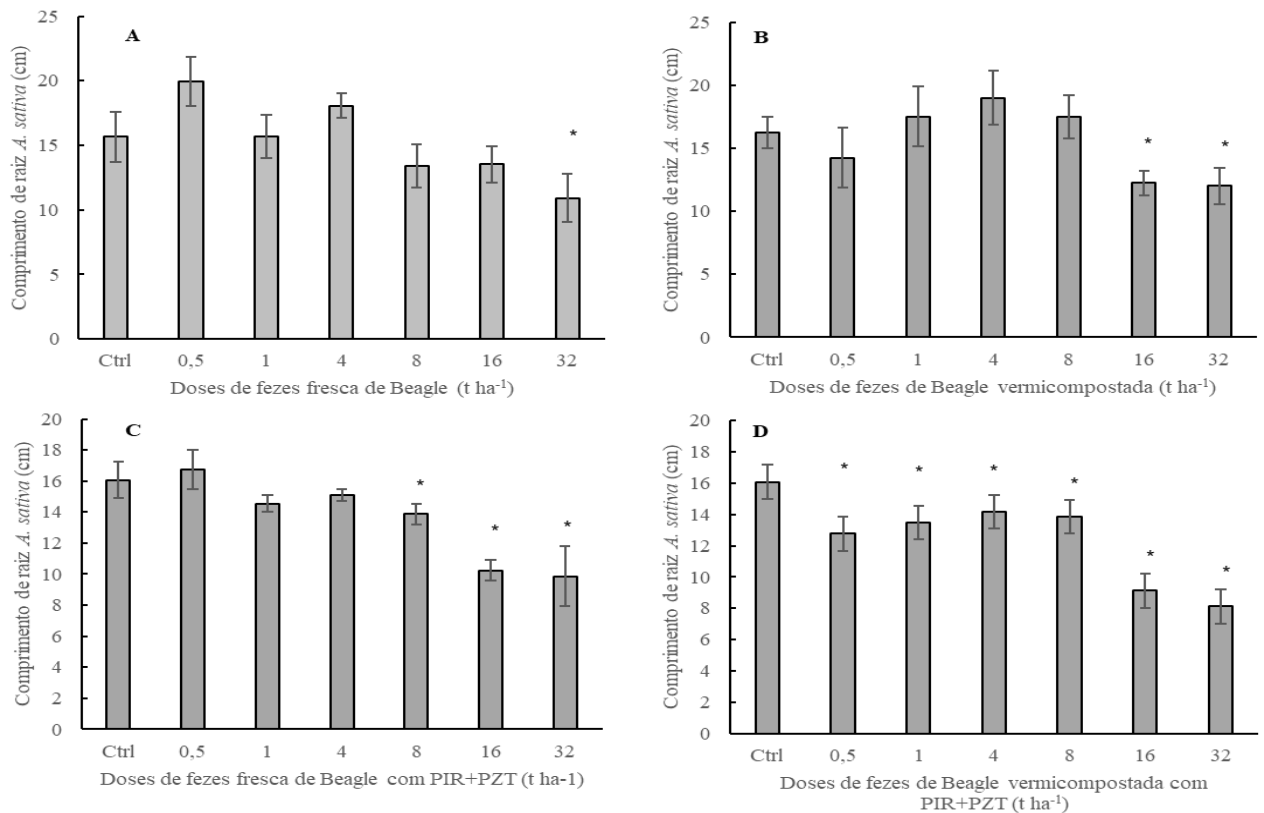 A
Comprimento de raiz A. sativa (cm)
25
20
15
10
5
0
*
Ctrl 0,5 1 4 8 16 32
Doses de fezes fresca de Beagle (t ha-1)
B
Comprimento de raiz A. sativa (cm)
25
20
15
10
5
0
* *
Ctrl 0,5 1 4 8 16 32
Doses de fezes de Beagle vermicompostada (t ha-1)
C
Comprimento de raiz A. sativa (cm)
20
18
16
14
12
10
8
6
4
2
0
* * *
Ctrl 0,5 1 4 8 16 32
Doses de fezes fresca de Beagle com PIR+PZT (t ha-1)
D
Comprimento de raiz A. sativa (cm)
18
16
14
12
10
8
6
4
2
0
* * * * * *
Ctrl 0,5 1 4 8 16 32
Doses de fezes de Beagle vermicompostada com
PIR+PZT (t ha-1)